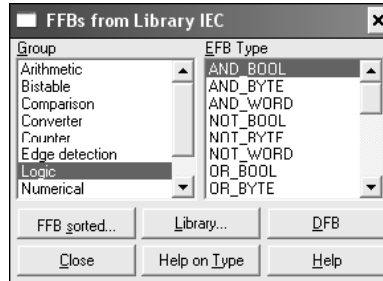 FFBs from Library IEC
Group
Arithmetic
Bistable
Comparison
Converter
Counter
Edge detection
Logic
Numerical
EFB Type
AND_BOOL
AND_BYTE
AND_WORD
NOT_BOOL
NOT_BYTE
NOT_WORD
OR_BOOL
OR_BYTE
FFB sorted...
Library...
DFB
Close
Help on Type
Help